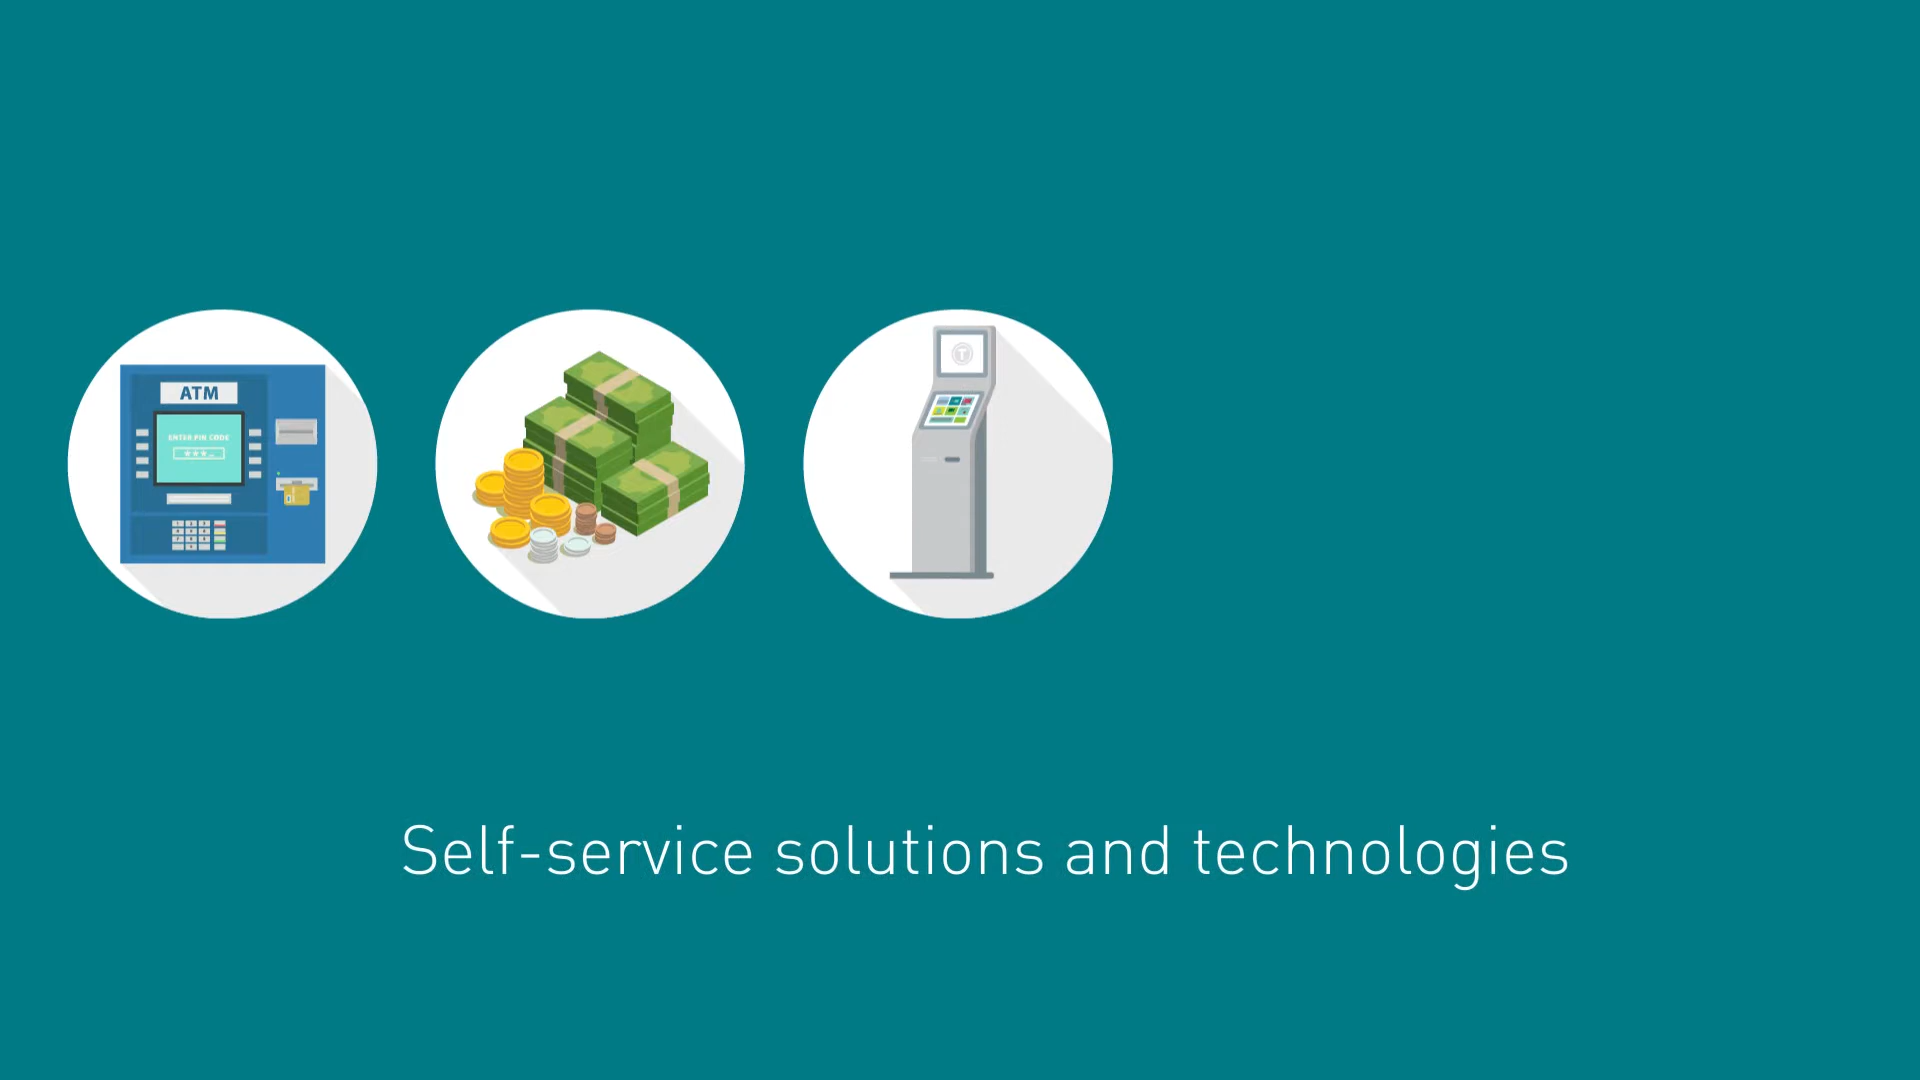 ATM
ENTER PIN CODE
***_
T
Self-service solutions and technologies